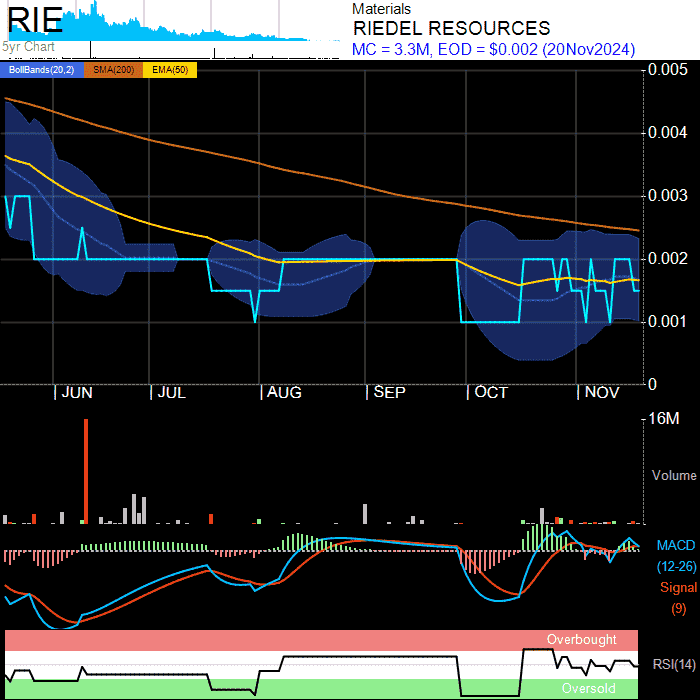 RIE
5yr Chart
Materials
RIEDEL RESOURCES
MC = 3.3M, EOD = $0.002 (20Nov2024)
BollBands(20,2) SMA(200) EMA(50)
0.005
0.004
0.003
0.002
0.001
0
JUN JUL AUG SEP OCT NOV
16M
Volume
MACD
(12-26)
Signal
(9)
Overbought
RSI(14)
Oversold